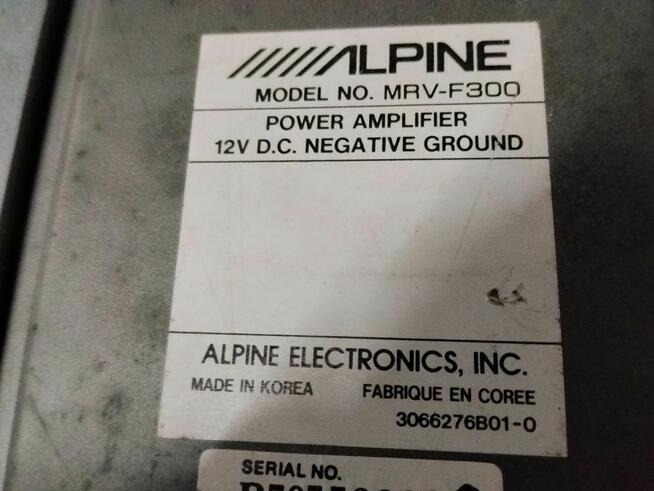 ALPINE
MODEL NO. MRV-F300
POWER AMPLIFIER
12V D.C. NEGATIVE GROUND
ALPINE ELECTRONICS, INC.
MADE IN KOREA FABRIQUE EN COREE
3066276B01-0
SERIAL NO.